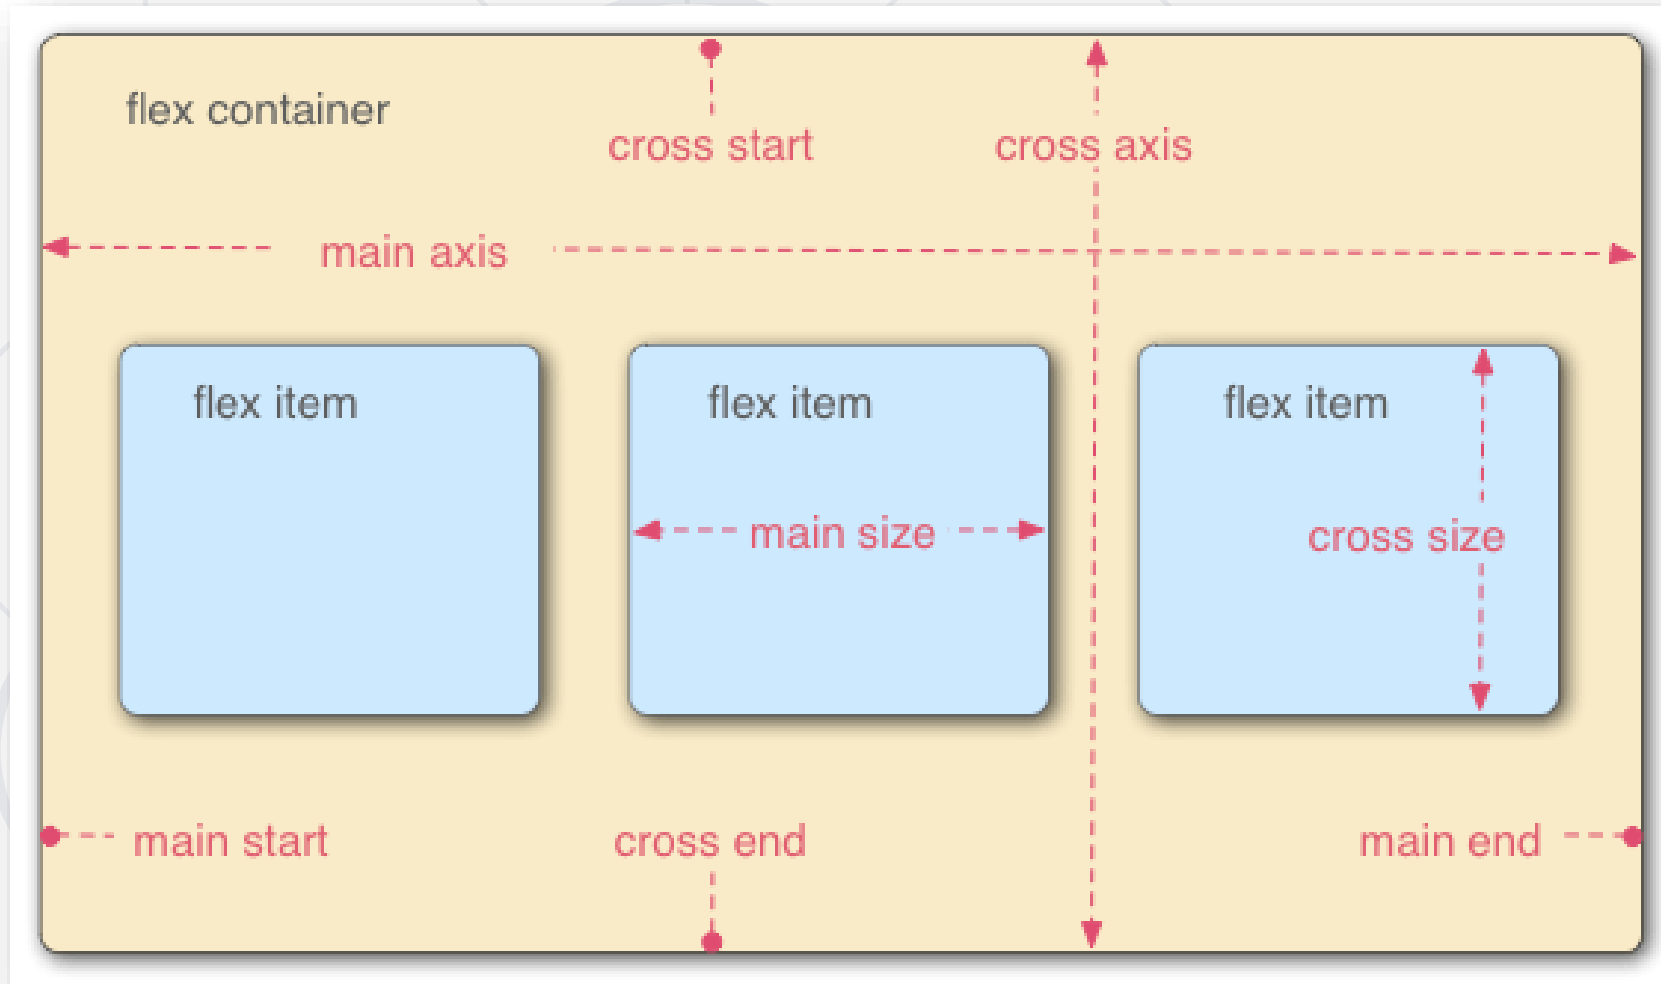 flex container
cross start
cross axis
main axis
flex item
flex item
flex item
main size
cross size
main start
cross end
main end